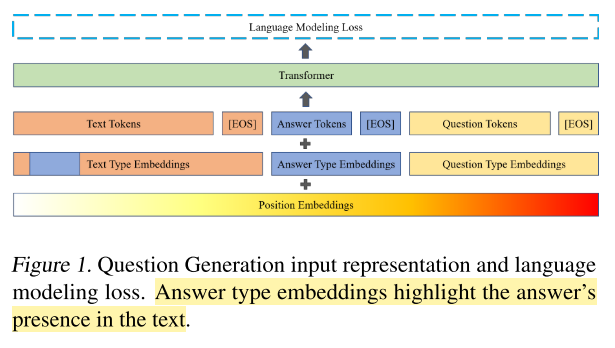 Language Modeling Loss
Transformer
Text Tokens [EOS] Answer Tokens [EOS] Question Tokens [EOS]
Text Type Embeddings Answer Type Embeddings Question Type Embeddings
Position Embeddings
Figure 1. Question Generation input representation and language
modeling loss. Answer type embeddings highlight the answer's
presence in the text.